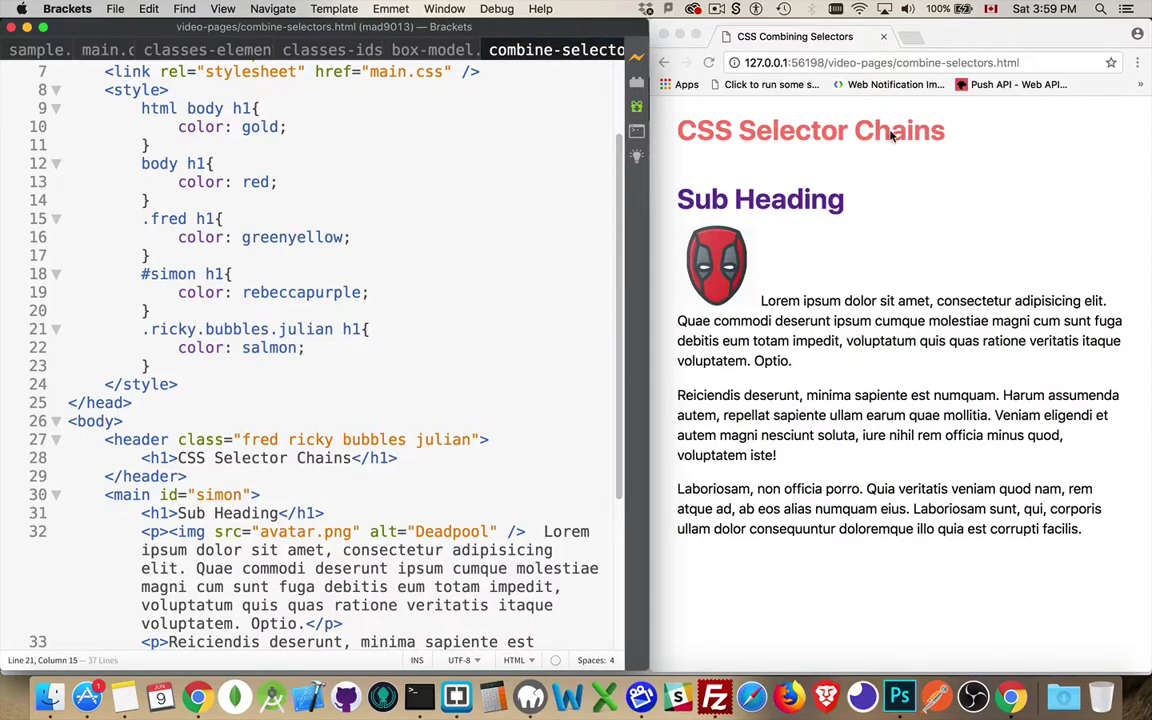 Brackets File Edit Find View Navigate Template Emmet Window Debug Help 100% Sat 3:59 PM
video-pages/combine-selectors.html (mad9013) — Brackets
sample. main.c classes-elemen classes-ids box-model. combine-selecto
7 <link rel="stylesheet" href="main.css" />
8 <style>
9 html body h1{
10 color: gold;
11 }
12 body h1{
13 color: red;
14 }
15 .fred h1{
16 color: greenyellow;
17 }
18 #simon h1{
19 color: rebeccapurple;
20 }
21 .ricky.bubbles.julian h1{
22 color: salmon;
23 }
24 </style>
25 </head>
26 <body>
27 <header class="fred ricky bubbles julian">
28 <h1>CSS Selector Chains</h1>
29 </header>
30 <main id="simon">
31 <h1>Sub Heading</h1>
32 <p><img src="avatar.png" alt="Deadpool" /> Lorem
ipsum dolor sit amet, consectetur adipisicing
elit. Quae commodi deserunt ipsum cumque molestiae
magni cum sunt fuga debitis eum totam impedit,
voluptatum quis quas ratione veritatis itaque
voluptatem. Optio.</p>
33 <p>Reiciendis deserunt, minima sapiente est
Line 21, Column 15 — 37 Lines INS UTF-8 HTML Spaces: 4
CSS Combining Selectors
127.0.0.1:56198/video-pages/combine-selectors.html
Apps Click to run some s... Web Notification Im... Push API - Web API... »
CSS Selector Chains
Sub Heading
Lorem ipsum dolor sit amet, consectetur adipisicing elit.
Quae commodi deserunt ipsum cumque molestiae magni cum sunt fuga
debitis eum totam impedit, voluptatum quis quas ratione veritatis itaque
voluptatem. Optio.
Reiciendis deserunt, minima sapiente est numquam. Harum assumenda
autem, repellat sapiente ullam earum quae mollitia. Veniam eligendi et
autem magni nesciunt soluta, iure nihil rem officia minus quod,
voluptatem iste!
Laboriosam, non officia porro. Quia veritatis veniam quod nam, rem
atque ad, ab eos alias numquam eius. Laboriosam sunt, qui, corporis
ullam dolor consequuntur doloremque illo quia est corrupti facilis.